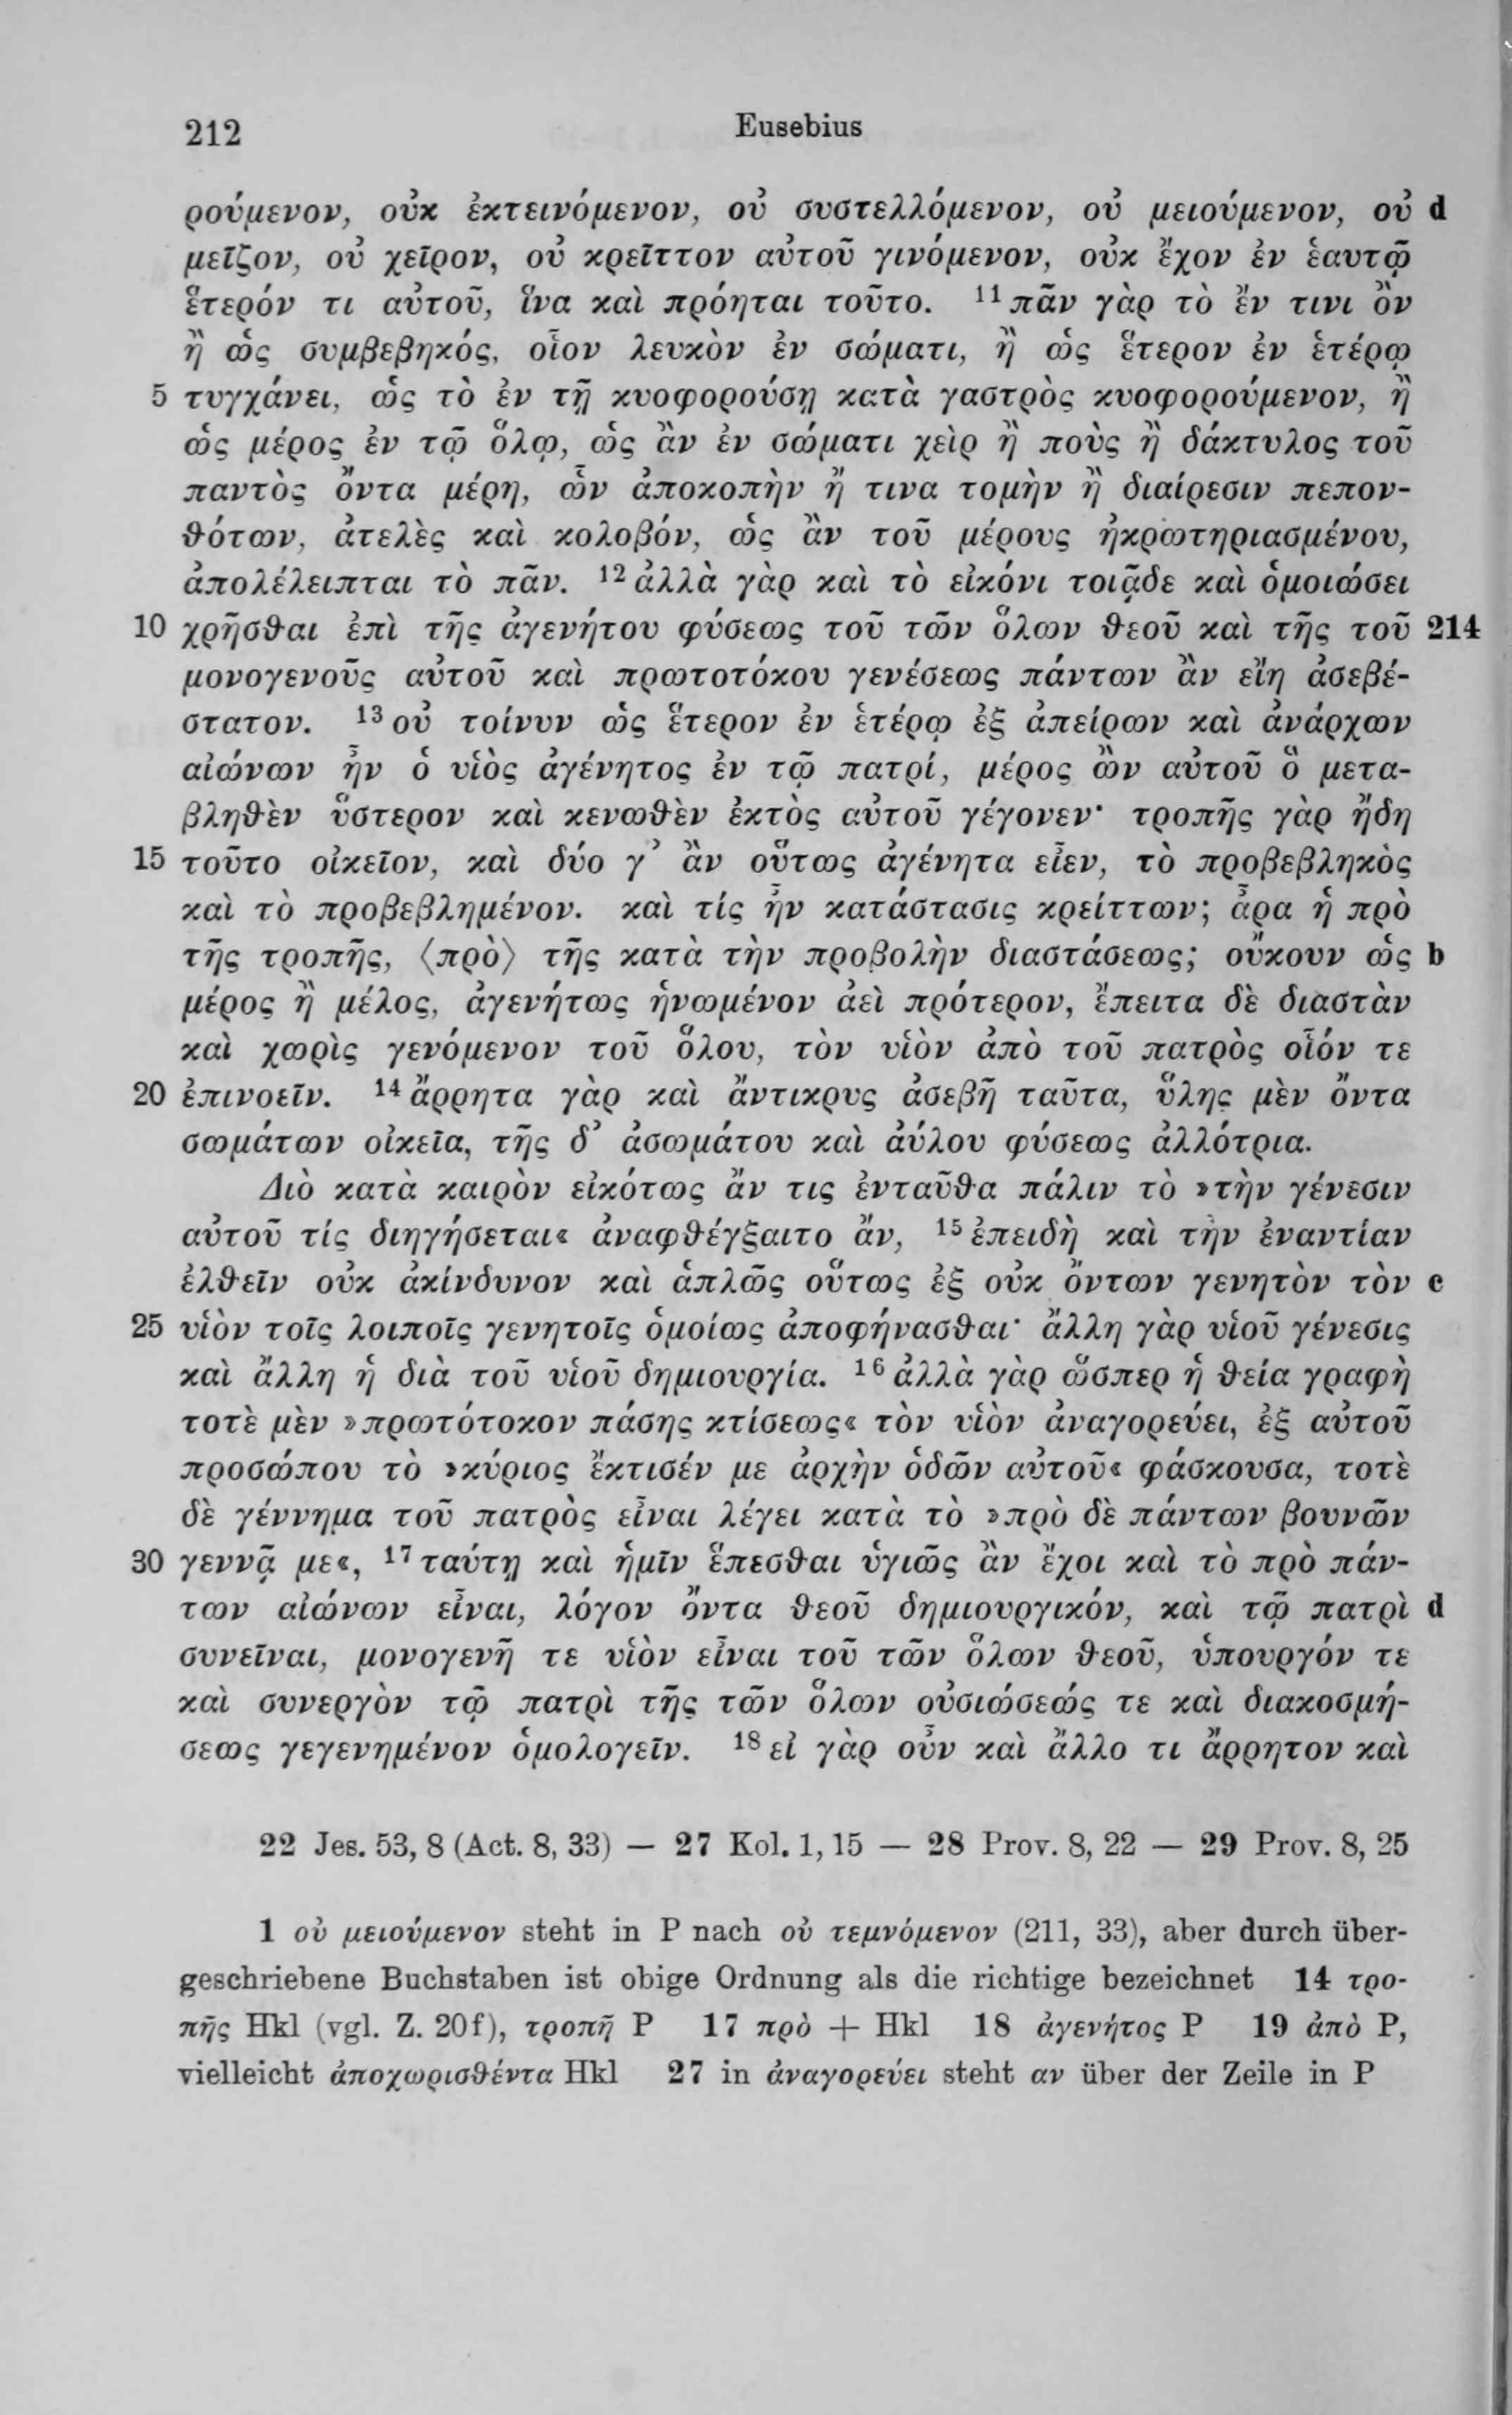 212 Eusebius
ρούμενον, οὐκ ἐκτεινόμενον, οὐ συστελλόμενον, οὐ μειούμενον, οὐ d
μεῖζον, οὐ χεῖρον, οὐ κρεῖττον αὐτοῦ γινόμενον, οὐκ ἔχον ἐν ἑαυτῷ
ἕτερόν τι αὐτοῦ, ἵνα καὶ πρόηται τοῦτο. ¹¹ πᾶν γὰρ τὸ ἔν τινι ὂν
ἢ ὡς συμβεβηκός, οἷον λευκὸν ἐν σώματι, ἢ ὡς ἕτερον ἐν ἑτέρῳ
5 τυγχάνει, ὡς τὸ ἐν τῇ κυοφορούσῃ κατὰ γαστρὸς κυοφορούμενον, ἢ
ὡς μέρος ἐν τῷ ὅλῳ, ὡς ἂν ἐν σώματι χεὶρ ἢ ποὺς ἢ δάκτυλος τοῦ
παντὸς ὄντα μέρη, ὧν ἀποκοπὴν ἤ τινα τομὴν ἢ διαίρεσιν πεπον-
θότων, ἀτελὲς καὶ κολοβόν, ὡς ἂν τοῦ μέρους ἠκρωτηριασμένου,
ἀπολέλειπται τὸ πᾶν. ¹² ἀλλὰ γὰρ καὶ τὸ εἰκόνι τοιᾷδε καὶ ὁμοιώσει
10 χρῆσθαι ἐπὶ τῆς ἀγενήτου φύσεως τοῦ τῶν ὅλων θεοῦ καὶ τῆς τοῦ 214
μονογενοῦς αὐτοῦ καὶ πρωτοτόκου γενέσεως πάντων ἂν εἴη ἀσεβέ-
στατον. ¹³ οὐ τοίνυν ὡς ἕτερον ἐν ἑτέρῳ ἐξ ἀπείρων καὶ ἀνάρχων
αἰώνων ἦν ὁ υἱὸς ἀγένητος ἐν τῷ πατρί, μέρος ὢν αὐτοῦ ὃ μετα-
βληθὲν ὕστερον καὶ κενωθὲν ἐκτὸς αὐτοῦ γέγονεν· τροπῆς γὰρ ἤδη
15 τοῦτο οἰκεῖον, καὶ δύο γ’ ἂν οὕτως ἀγένητα εἶεν, τὸ προβεβληκὸς
καὶ τὸ προβεβλημένον. καὶ τίς ἦν κατάστασις κρείττων; ἆρα ἡ πρὸ
τῆς τροπῆς, ⟨πρὸ⟩ τῆς κατὰ τὴν προβολὴν διαστάσεως; οὔκουν ὡς b
μέρος ἢ μέλος, ἀγενήτως ἡνωμένον ἀεὶ πρότερον, ἔπειτα δὲ διαστὰν
καὶ χωρὶς γενόμενον τοῦ ὅλου, τὸν υἱὸν ἀπὸ τοῦ πατρὸς οἷόν τε
20 ἐπινοεῖν. ¹⁴ ἄρρητα γὰρ καὶ ἄντικρυς ἀσεβῆ ταῦτα, ὕλης μὲν ὄντα
σωμάτων οἰκεῖα, τῆς δ’ ἀσωμάτου καὶ ἀύλου φύσεως ἀλλότρια.
Διὸ κατὰ καιρὸν εἰκότως ἄν τις ἐνταῦθα πάλιν τὸ »τὴν γένεσιν
αὐτοῦ τίς διηγήσεται« ἀναφθέγξαιτο ἄν, ¹⁵ ἐπειδὴ καὶ τὴν ἐναντίαν
ἐλθεῖν οὐκ ἀκίνδυνον καὶ ἁπλῶς οὕτως ἐξ οὐκ ὄντων γενητὸν τὸν c
25 υἱὸν τοῖς λοιποῖς γενητοῖς ὁμοίως ἀποφήνασθαι· ἄλλη γὰρ υἱοῦ γένεσις
καὶ ἄλλη ἡ διὰ τοῦ υἱοῦ δημιουργία. ¹⁶ ἀλλὰ γὰρ ὥσπερ ἡ θεία γραφὴ
τοτὲ μὲν »πρωτότοκον πάσης κτίσεως« τὸν υἱὸν ἀναγορεύει, ἐξ αὐτοῦ
προσώπου τὸ »κύριος ἔκτισέν με ἀρχὴν ὁδῶν αὐτοῦ« φάσκουσα, τοτὲ
δὲ γέννημα τοῦ πατρὸς εἶναι λέγει κατὰ τὸ »πρὸ δὲ πάντων βουνῶν
30 γεννᾷ με«, ¹⁷ ταύτῃ καὶ ἡμῖν ἕπεσθαι ὑγιῶς ἂν ἔχοι καὶ τὸ πρὸ πάν-
των αἰώνων εἶναι, λόγον ὄντα θεοῦ δημιουργικόν, καὶ τῷ πατρὶ d
συνεῖναι, μονογενῆ τε υἱὸν εἶναι τοῦ τῶν ὅλων θεοῦ, ὑπουργόν τε
καὶ συνεργὸν τῷ πατρὶ τῆς τῶν ὅλων οὐσιώσεώς τε καὶ διακοσμή-
σεως γεγενημένον ὁμολογεῖν. ¹⁸ εἰ γὰρ οὖν καὶ ἄλλο τι ἄρρητον καὶ
22 Jes. 53, 8 (Act. 8, 33) — 27 Kol. 1, 15 — 28 Prov. 8, 22 — 29 Prov. 8, 25
1 οὐ μειούμενον steht in P nach οὐ τεμνόμενον (211, 33), aber durch über-
geschriebene Buchstaben ist obige Ordnung als die richtige bezeichnet 14 τρο-
πῆς Hkl (vgl. Z. 20f), τροπῇ P 17 πρὸ + Hkl 18 ἀγενήτος P 19 ἀπὸ P,
vielleicht ἀποχωρισθέντα Hkl 27 in ἀναγορεύει steht αν über der Zeile in P